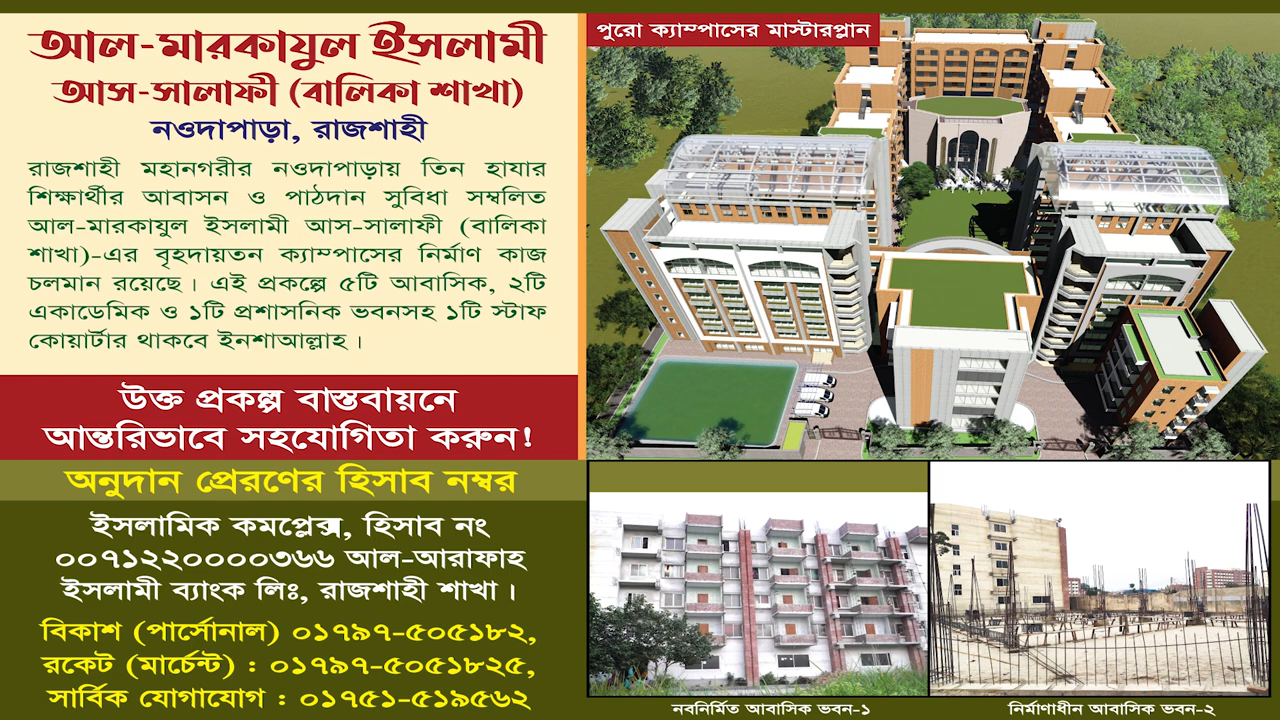 আল-মারকাযুল ইসলামী
আস-সালাফী (বালিকা শাখা)
নওদাপাড়া, রাজশাহী
রাজশাহী মহানগরীর নওদাপাড়ায় তিন হাযার
শিক্ষার্থীর আবাসন ও পাঠদান সুবিধা সম্বলিত
আল-মারকাযুল ইসলামী আস-সালাফী (বালিকা
শাখা)-এর বৃহদায়তন ক্যাম্পাসের নির্মাণ কাজ
চলমান রয়েছে। এই প্রকল্পে ৫টি আবাসিক, ২টি
একাডেমিক ও ১টি প্রশাসনিক ভবনসহ ১টি স্টাফ
কোয়ার্টার থাকবে ইনশাআল্লাহ।
উক্ত প্রকল্প বাস্তবায়নে
আন্তরিভাবে সহযোগিতা করুন!
অনুদান প্রেরণের হিসাব নম্বর
ইসলামিক কমপ্লেক্স, হিসাব নং
০০৭১২২০০০০৩৬৬ আল-আরাফাহ
ইসলামী ব্যাংক লিঃ, রাজশাহী শাখা।
বিকাশ (পার্সোনাল) ০১৭৯৭-৫০৫১৮২,
রকেট (মার্চেন্ট) : ০১৭৯৭-৫০৫১৮২৫,
সার্বিক যোগাযোগ : ০১৭৫১-৫১৯৫৬২
পুরো ক্যাম্পাসের মাস্টারপ্লান
নবনির্মিত আবাসিক ভবন-১
নির্মাণাধীন আবাসিক ভবন-২